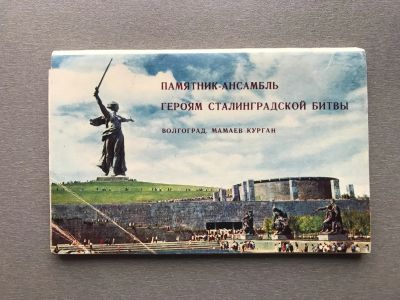 ПАМЯТНИК-АНСАМБЛЬ
ГЕРОЯМ СТАЛИНГРАДСКОЙ БИТВЫ
ВОЛГОГРАД. МАМАЕВ КУРГАН